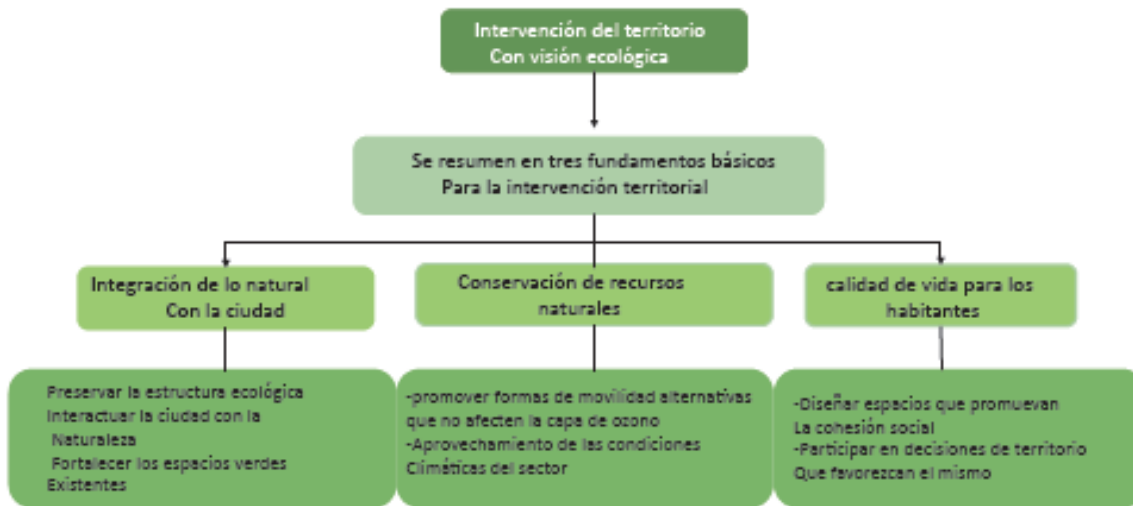 Intervención del territorio
Con visión ecológica
Se resumen en tres fundamentos básicos
Para la intervención territorial
Integración de lo natural
Con la ciudad
Conservación de recursos
naturales
calidad de vida para los
habitantes
Preservar la estructura ecológica
Interactuar la ciudad con la
Naturaleza
Fortalecer los espacios verdes
Existentes
-promover formas de movilidad alternativas
que no afecten la capa de ozono
-Aprovechamiento de las condiciones
Climáticas del sector
-Diseñar espacios que promuevan
La cohesión social
-Participar en decisiones de territorio
Que favorezcan el mismo